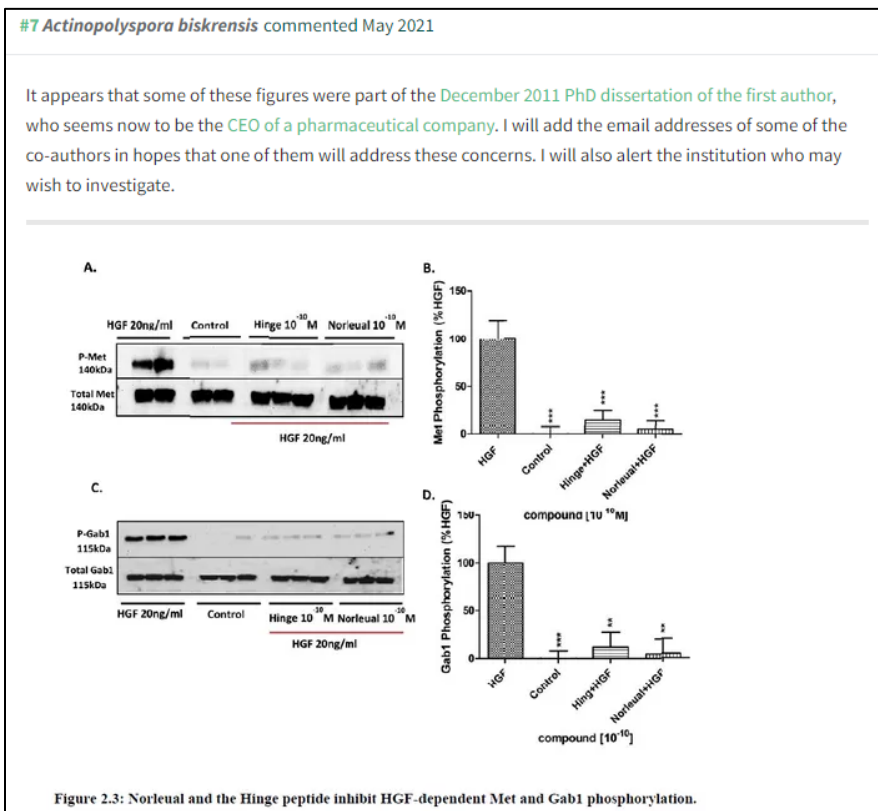 #7 Actinopolyspora biskrensis commented May 2021
It appears that some of these figures were part of the December 2011 PhD dissertation of the first author,
who seems now to be the CEO of a pharmaceutical company. I will add the email addresses of some of the
co-authors in hopes that one of them will address these concerns. I will also alert the institution who may
wish to investigate.
A.
HGF 20ng/ml Control Hinge 10⁻¹⁰ M Norleual 10⁻¹⁰ M
P-Met
140kDa
Total Met
140kDa
HGF 20ng/ml
B.
Met Phosphorylation (%HGF)
150
100
50
0
***
***
***
HGF
Control
Hinge+HGF
Norleual+HGF
compound [10⁻¹⁰M]
C.
P-Gab1
115kDa
Total Gab1
115kDa
HGF 20ng/ml Control Hinge 10⁻¹⁰ M Norleual 10⁻¹⁰ M
HGF 20ng/ml
D.
Gab1 Phosphorylation (%HGF)
150
100
50
0
***
**
**
HGF
Control
Hing+HGF
Norleual+HGF
compound [10⁻¹⁰]
Figure 2.3: Norleual and the Hinge peptide inhibit HGF-dependent Met and Gab1 phosphorylation.